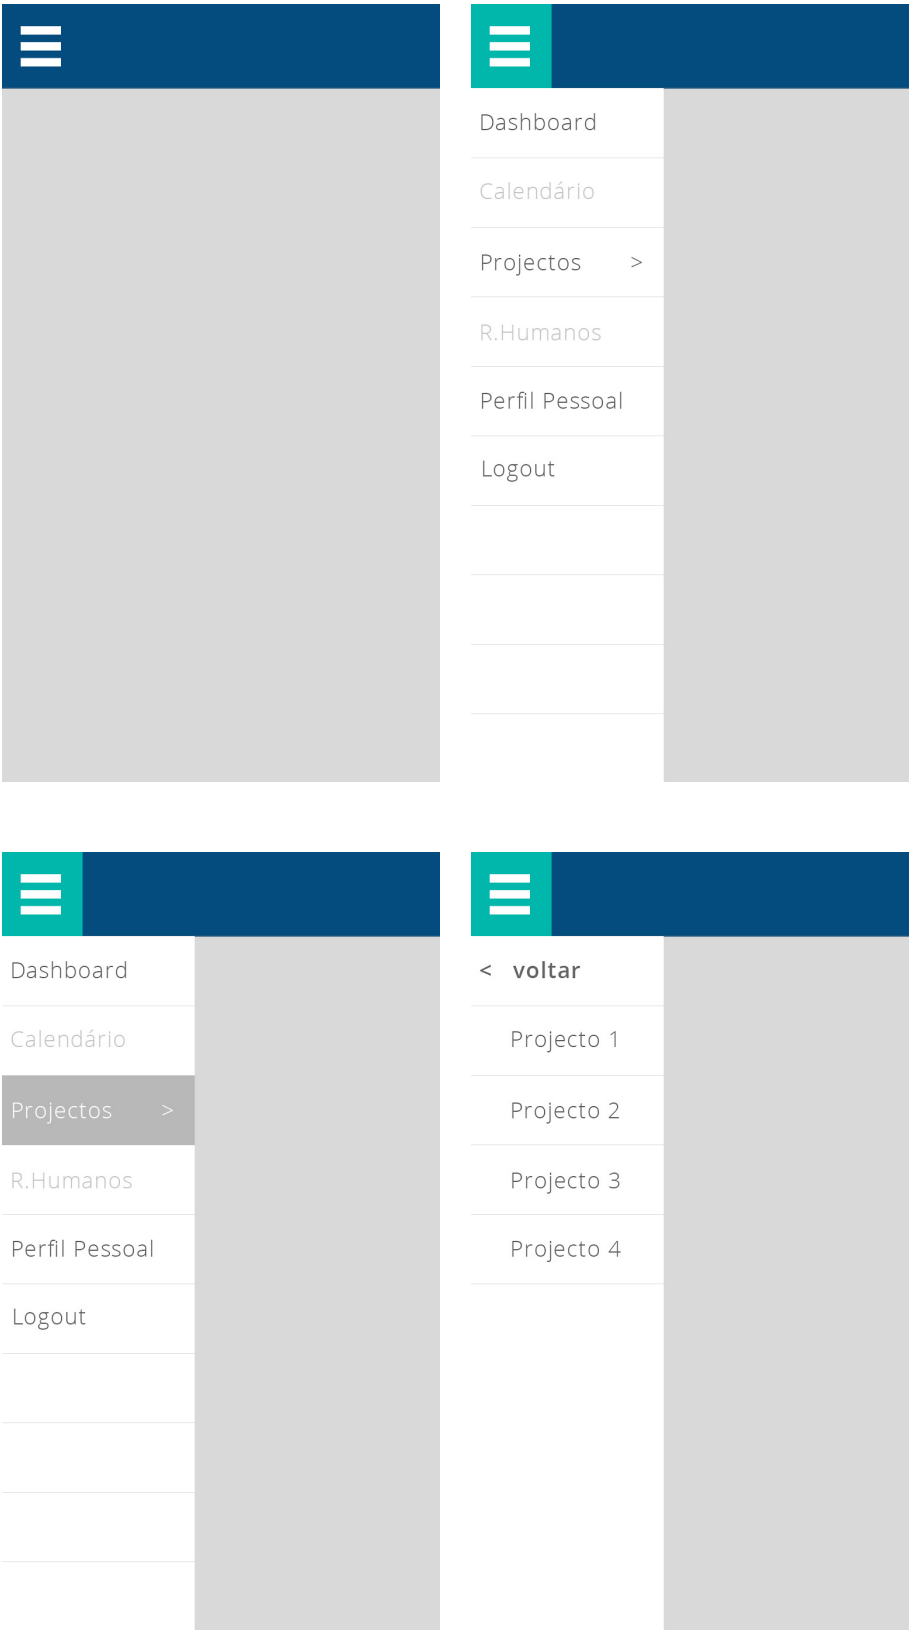 Dashboard
Calendário
Projectos >
R.Humanos
Perfil Pessoal
Logout
Dashboard
Calendário
Projectos >
R.Humanos
Perfil Pessoal
Logout
< voltar
Projecto 1
Projecto 2
Projecto 3
Projecto 4